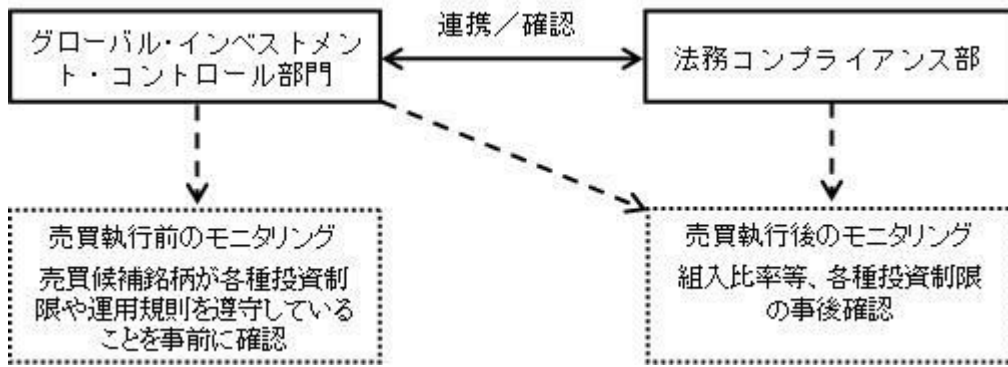 グローバル・インベストメン
ト・コントロール部門
連携／確認
法務コンプライアンス部
売買執行前のモニタリング
売買候補銘柄が各種投資制
限や運用規則を遵守している
ことを事前に確認
売買執行後のモニタリング
組入比率等、各種投資制限
の事後確認